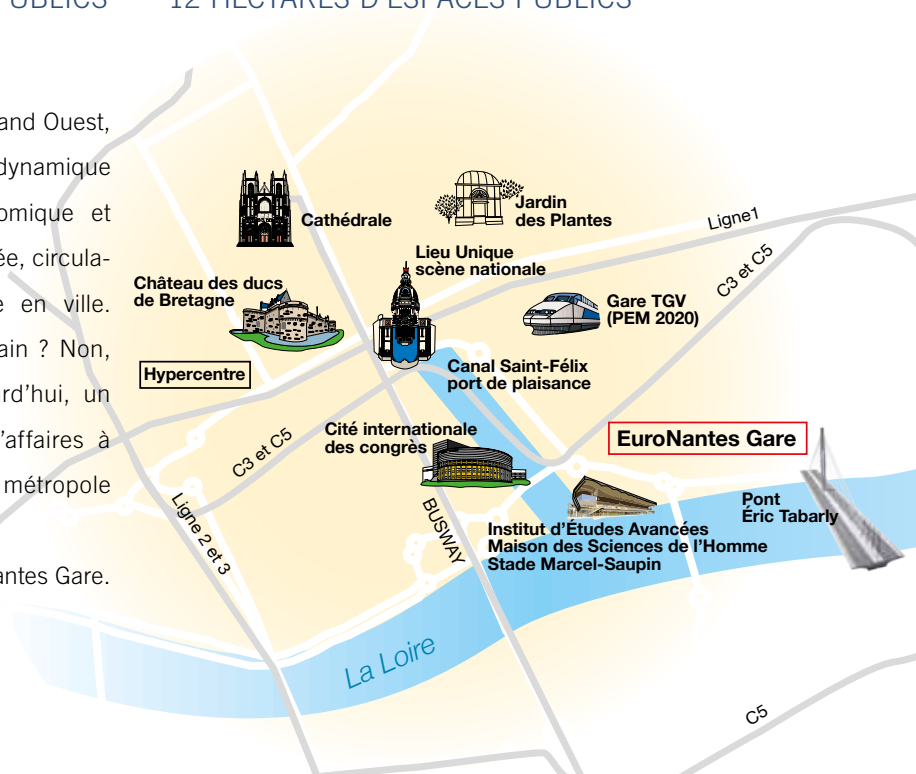 PUBLICS
12 HECTARES D'ESPACES PUBLICS
and Ouest,
dynamique
omique et
ée, circula-
e en ville.
ain ? Non,
rd'hui, un
'affaires à
métropole
antes Gare.
Cathédrale
Jardin
des Plantes
Ligne1
C3 et C5
Lieu Unique
scène nationale
Château des ducs
de Bretagne
Gare TGV
(PEM 2020)
Hypercentre
Canal Saint-Félix
port de plaisance
Cité internationale
des congrès
EuroNantes Gare
C3 et C5
Ligne 2 et 3
BUSWAY
Pont
Éric Tabarly
Institut d'Études Avancées
Maison des Sciences de l'Homme
Stade Marcel-Saupin
La Loire
C5